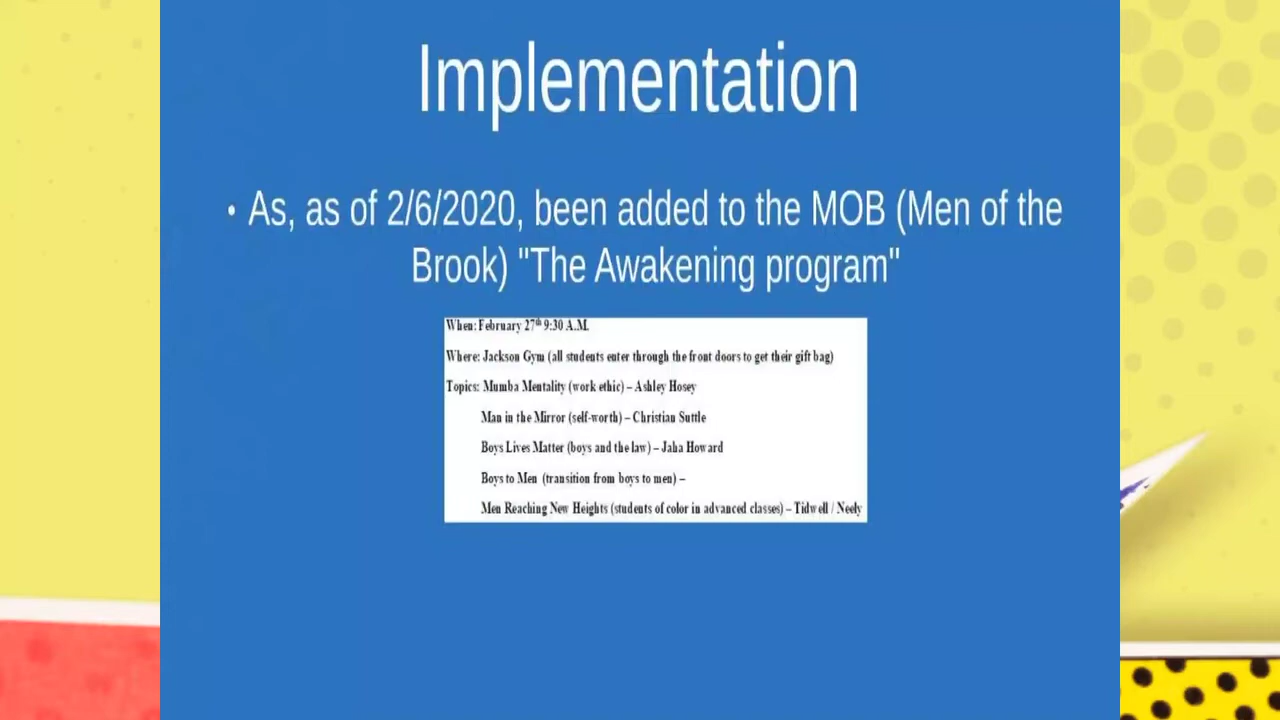 Implementation
• As, as of 2/6/2020, been added to the MOB (Men of the
Brook) "The Awakening program"
When: February 27th 9:30 A.M.
Where: Jackson Gym (all students enter through the front doors to get their gift bag)
Topics: Mumba Mentality (work ethic) – Ashley Hosey
Man in the Mirror (self-worth) – Christian Suttle
Boys Lives Matter (boys and the law) – Jaha Howard
Boys to Men (transition from boys to men) –
Men Reaching New Heights (students of color in advanced classes) – Tidwell / Neely